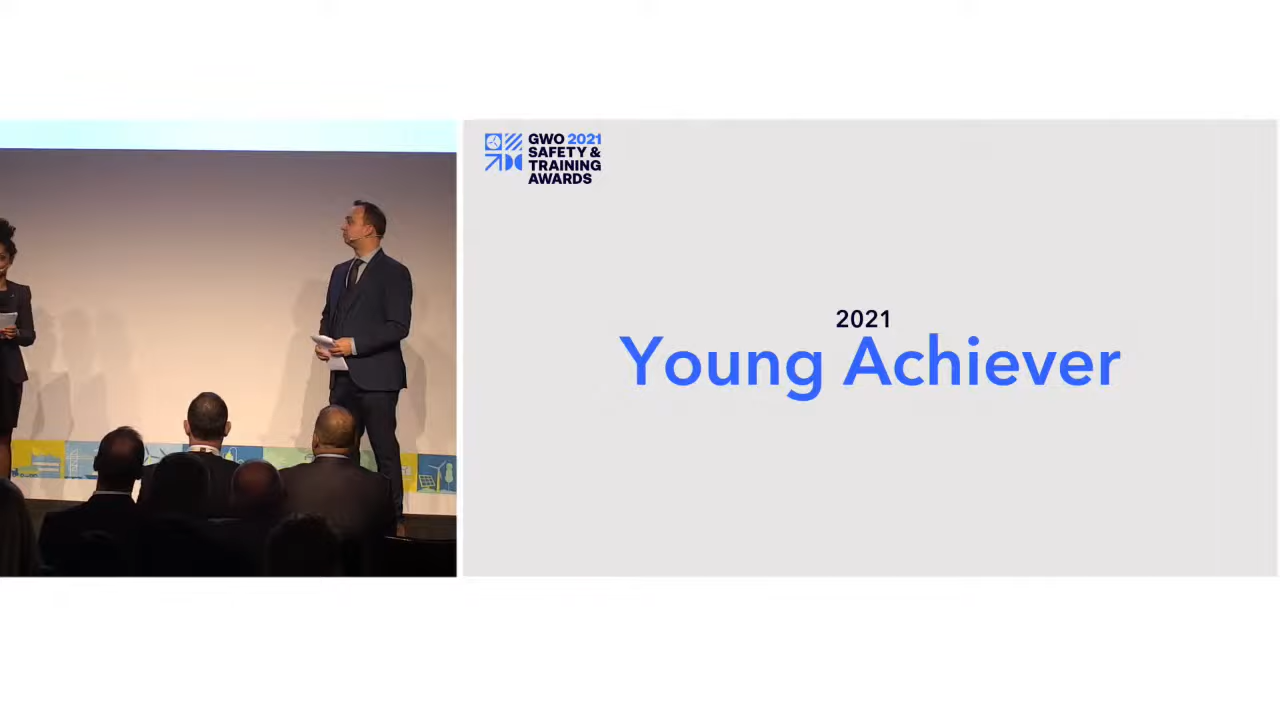 GWO 2021
SAFETY &
TRAINING
AWARDS
2021
Young Achiever